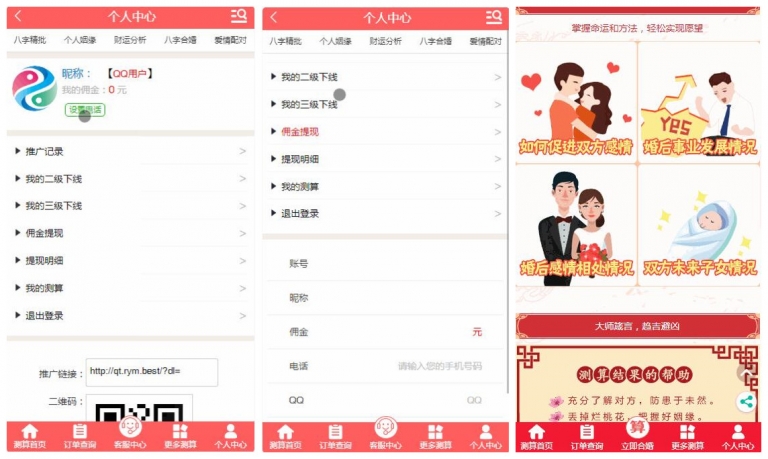 个人中心
八字精批 个人姻缘 财运分析 八字合婚 爱情配对
昵称： 【QQ用户】
我的佣金：0 元
设置电话
推广记录
我的二级下线
我的三级下线
佣金提现
提现明细
我的测算
退出登录
推广链接：
http://qt.rym.best/?dl=
二维码：
测算首页 订单查询 客服中心 更多测算 个人中心
个人中心
八字精批 个人姻缘 财运分析 八字合婚 爱情配对
我的二级下线
我的三级下线
佣金提现
提现明细
我的测算
退出登录
账号
昵称
佣金 元
电话 请输入您的手机号码
QQ QQ
测算首页 订单查询 客服中心 更多测算 个人中心
掌握命运和方法，轻松实现愿望
YES
如何促进双方感情 婚后事业发展情况
婚后感情相处情况 双方未来子女情况
大师箴言，趋吉避凶
测算结果的帮助
充分了解对方，防患于未然。
丢掉烂桃花，把握好姻缘。
算
测算首页 订单查询 立即合婚 更多测算 个人中心